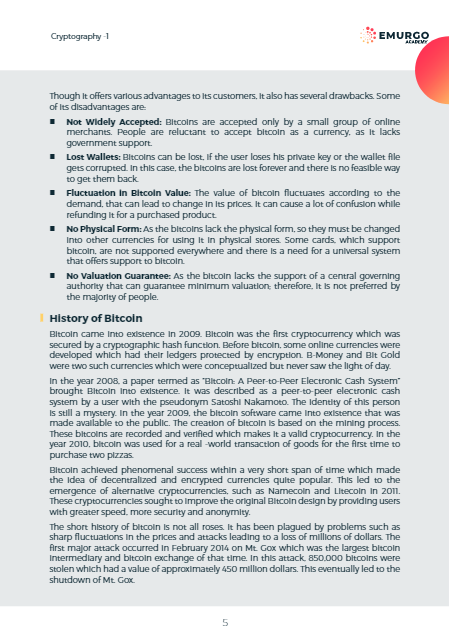 Cryptography -1
EMURGO
ACADEMY
Though it offers various advantages to its customers, it also has several drawbacks. Some
of its disadvantages are:
■ Not Widely Accepted: Bitcoins are accepted only by a small group of online
merchants. People are reluctant to accept bitcoin as a currency, as it lacks
government support.
■ Lost Wallets: Bitcoins can be lost, if the user loses his private key or the wallet file
gets corrupted. In this case, the bitcoins are lost forever and there is no feasible way
to get them back.
■ Fluctuation in Bitcoin Value: The value of bitcoin fluctuates according to the
demand, that can lead to change in its prices. It can cause a lot of confusion while
refunding it for a purchased product.
■ No Physical Form: As the bitcoins lack the physical form, so they must be changed
into other currencies for using it in physical stores. Some cards, which support
bitcoin, are not supported everywhere and there is a need for a universal system
that offers support to bitcoin.
■ No Valuation Guarantee: As the bitcoin lacks the support of a central governing
authority that can guarantee minimum valuation; therefore, it is not preferred by
the majority of people.
History of Bitcoin
Bitcoin came into existence in 2009. Bitcoin was the first cryptocurrency which was
secured by a cryptographic hash function. Before bitcoin, some online currencies were
developed which had their ledgers protected by encryption. B-Money and Bit Gold
were two such currencies which were conceptualized but never saw the light of day.
In the year 2008, a paper termed as "Bitcoin: A Peer-to-Peer Electronic Cash System"
brought Bitcoin into existence. It was described as a peer-to-peer electronic cash
system by a user with the pseudonym Satoshi Nakamoto. The identity of this person
is still a mystery. In the year 2009, the bitcoin software came into existence that was
made available to the public. The creation of bitcoin is based on the mining process.
These bitcoins are recorded and verified which makes it a valid cryptocurrency. In the
year 2010, bitcoin was used for a real -world transaction of goods for the first time to
purchase two pizzas.
Bitcoin achieved phenomenal success within a very short span of time which made
the idea of decentralized and encrypted currencies quite popular. This led to the
emergence of alternative cryptocurrencies, such as Namecoin and Litecoin in 2011.
These cryptocurrencies sought to improve the original Bitcoin design by providing users
with greater speed, more security and anonymity.
The short history of bitcoin is not all roses. It has been plagued by problems such as
sharp fluctuations in the prices and attacks leading to a loss of millions of dollars. The
first major attack occurred in February 2014 on Mt. Gox which was the largest bitcoin
intermediary and bitcoin exchange of that time. In this attack, 850,000 bitcoins were
stolen which had a value of approximately 450 million dollars. This eventually led to the
shutdown of Mt. Gox.
5